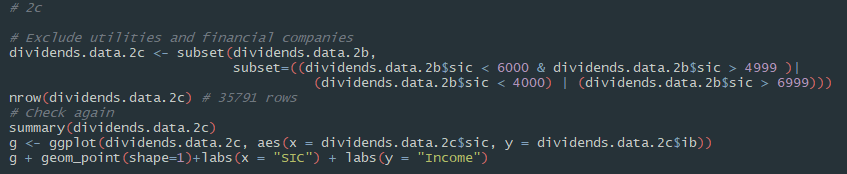 # 2c
# Exclude utilities and financial companies
dividends.data.2c <- subset(dividends.data.2b,
subset=((dividends.data.2b$sic < 6000 & dividends.data.2b$sic > 4999 )|
(dividends.data.2b$sic < 4000) | (dividends.data.2b$sic > 6999)))
nrow(dividends.data.2c) # 35791 rows
# Check again
summary(dividends.data.2c)
g <- ggplot(dividends.data.2c, aes(x = dividends.data.2c$sic, y = dividends.data.2c$ib))
g + geom_point(shape=1)+labs(x = "SIC") + labs(y = "Income")